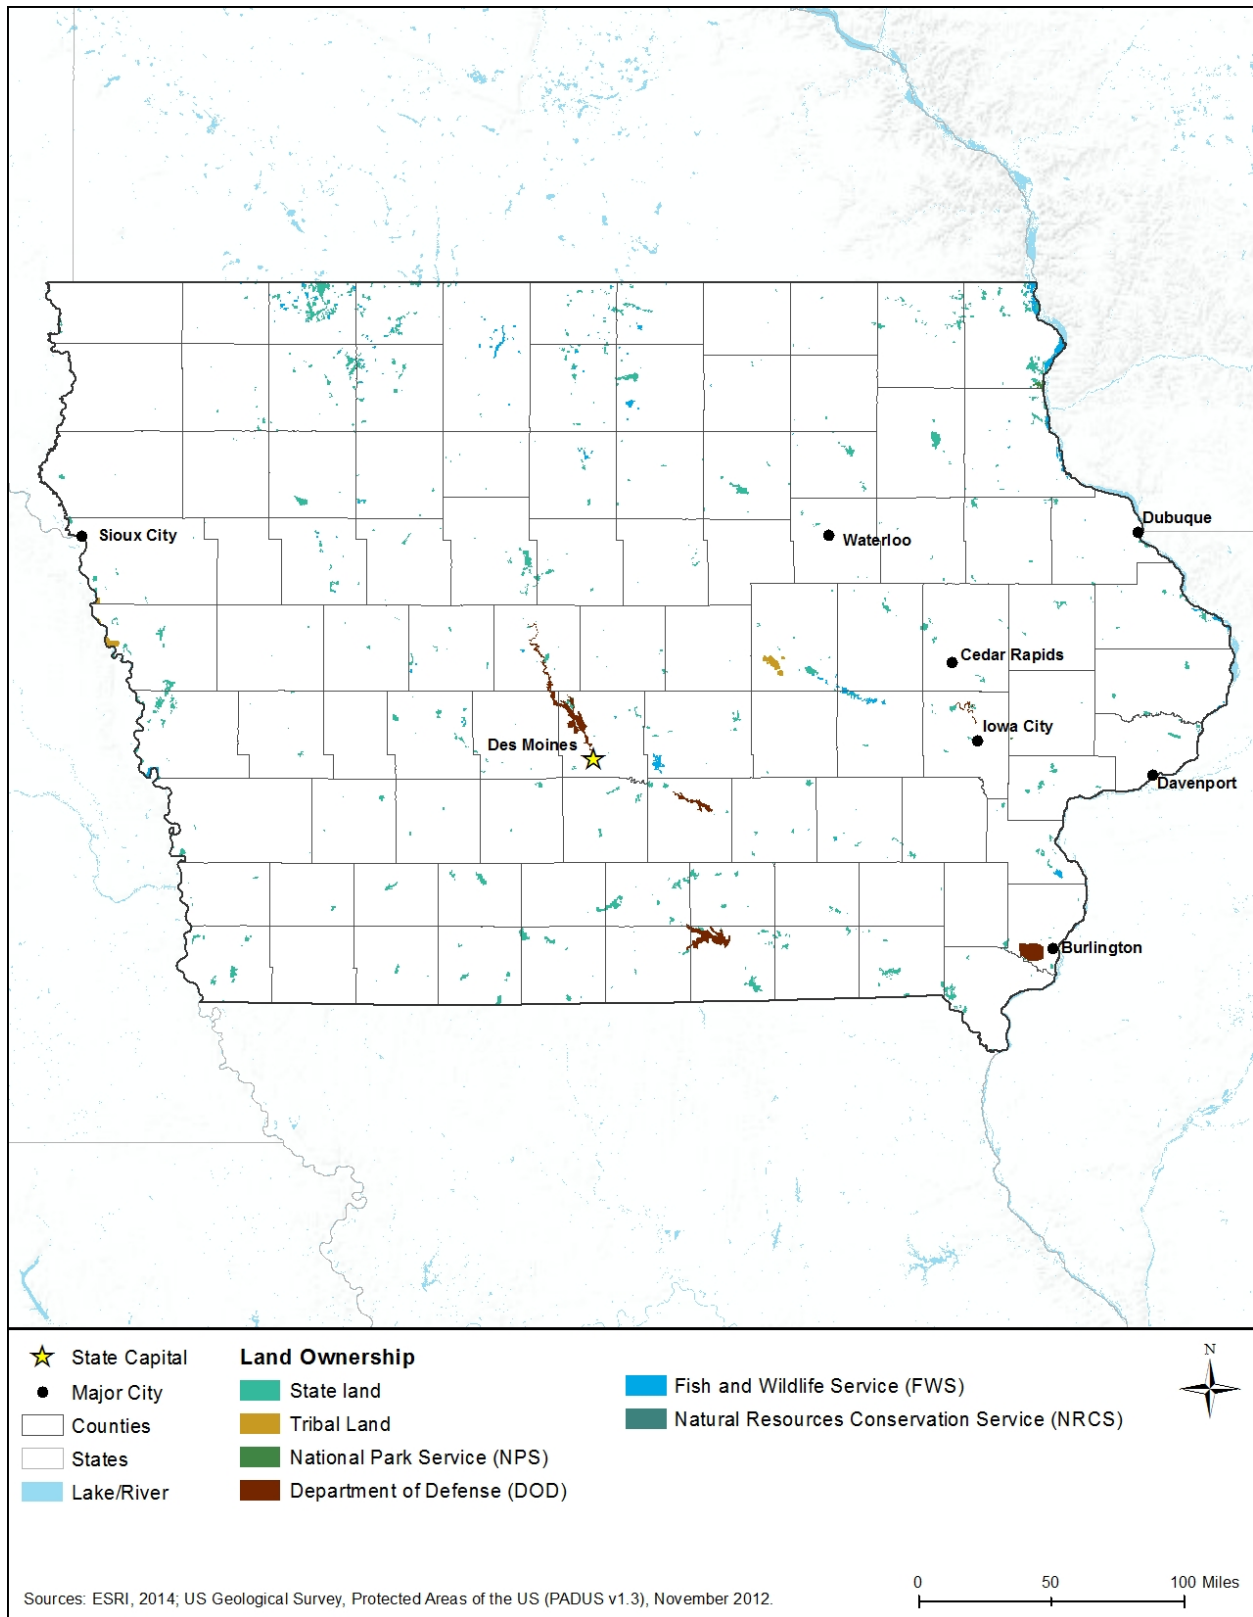 Sioux City
Waterloo
Dubuque
Cedar Rapids
Iowa City
Des Moines
Davenport
Burlington
State Capital
Major City
Counties
States
Lake/River
Land Ownership
State land
Tribal Land
National Park Service (NPS)
Department of Defense (DOD)
Fish and Wildlife Service (FWS)
Natural Resources Conservation Service (NRCS)
N
0 50 100 Miles
Sources: ESRI, 2014; US Geological Survey, Protected Areas of the US (PADUS v1.3), November 2012.